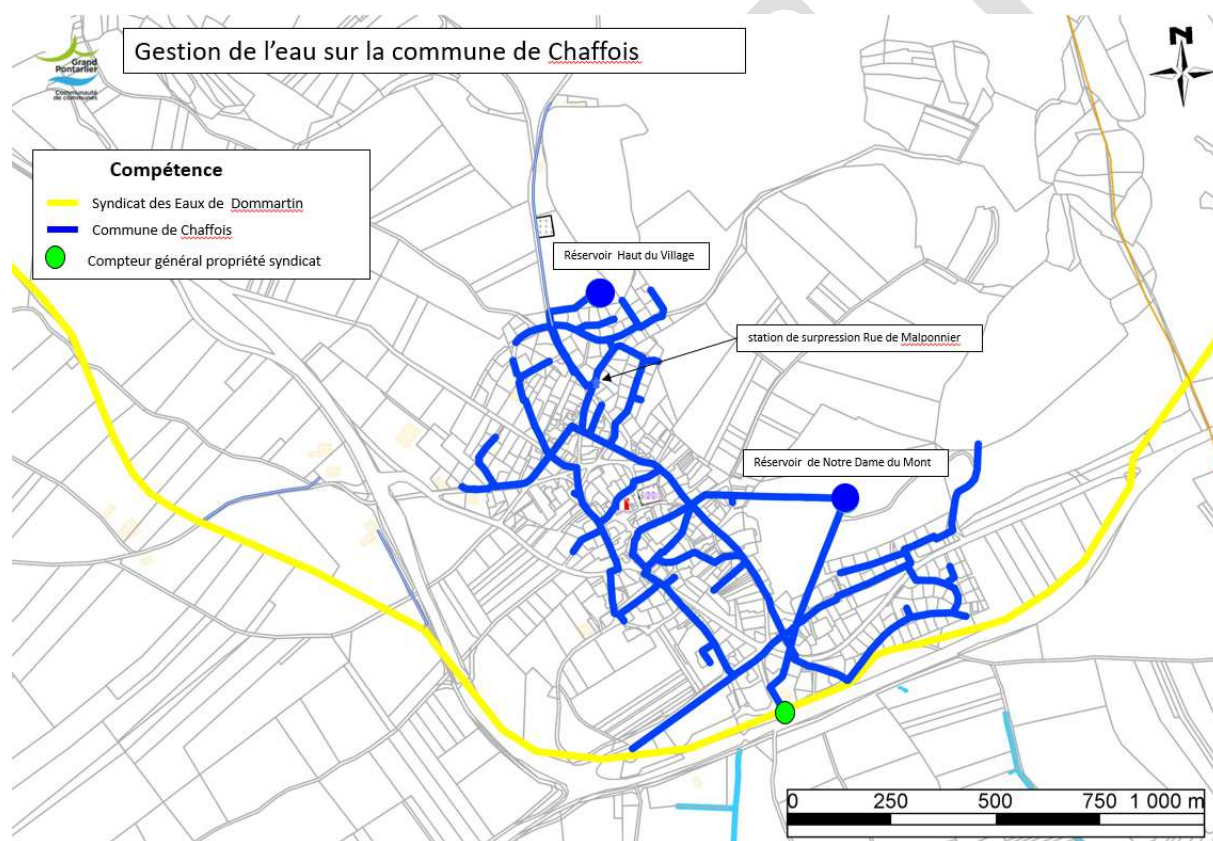 Gestion de l’eau sur la commune de Chaffois
Grand
Pontarlier
Communauté
de communes
N
Compétence
Syndicat des Eaux de Dommartin
Commune de Chaffois
Compteur général propriété syndicat
Réservoir Haut du Village
station de surpression Rue de Malponnier
Réservoir de Notre Dame du Mont
0 250 500 750 1 000 m